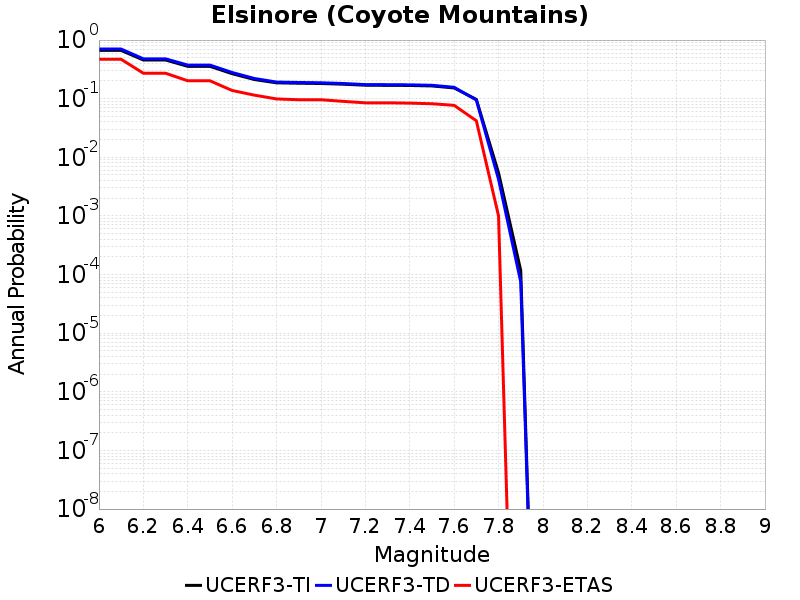 Elsinore (Coyote Mountains)
Annual Probability
10^0
10^-1
10^-2
10^-3
10^-4
10^-5
10^-6
10^-7
10^-8
6 6.2 6.4 6.6 6.8 7 7.2 7.4 7.6 7.8 8 8.2 8.4 8.6 8.8 9
Magnitude
UCERF3-TI UCERF3-TD UCERF3-ETAS